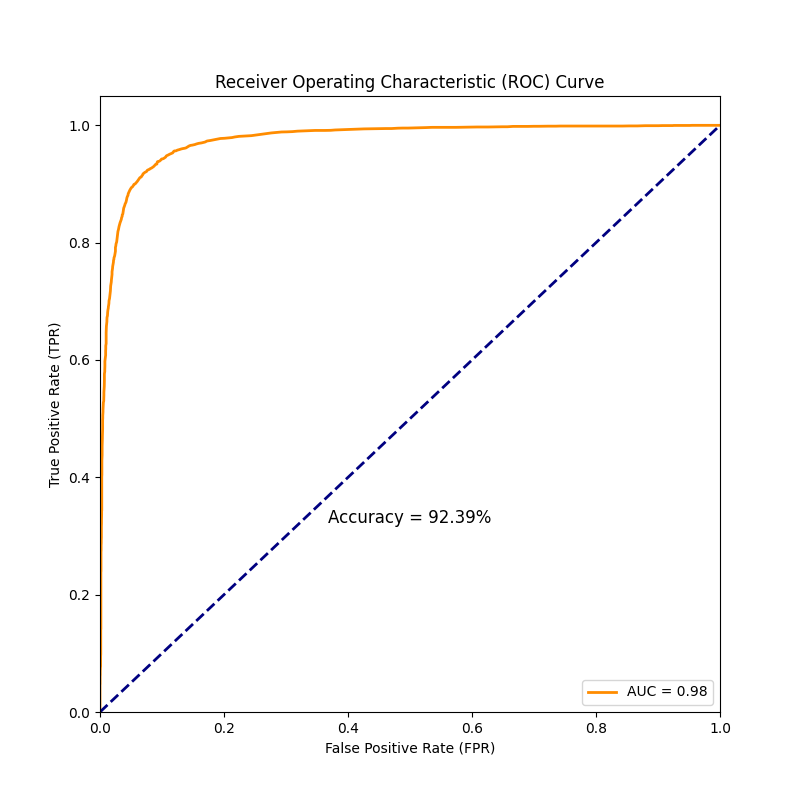 Receiver Operating Characteristic (ROC) Curve
True Positive Rate (TPR)
1.0
0.8
0.6
0.4
0.2
0.0
Accuracy = 92.39%
AUC = 0.98
0.0 0.2 0.4 0.6 0.8 1.0
False Positive Rate (FPR)